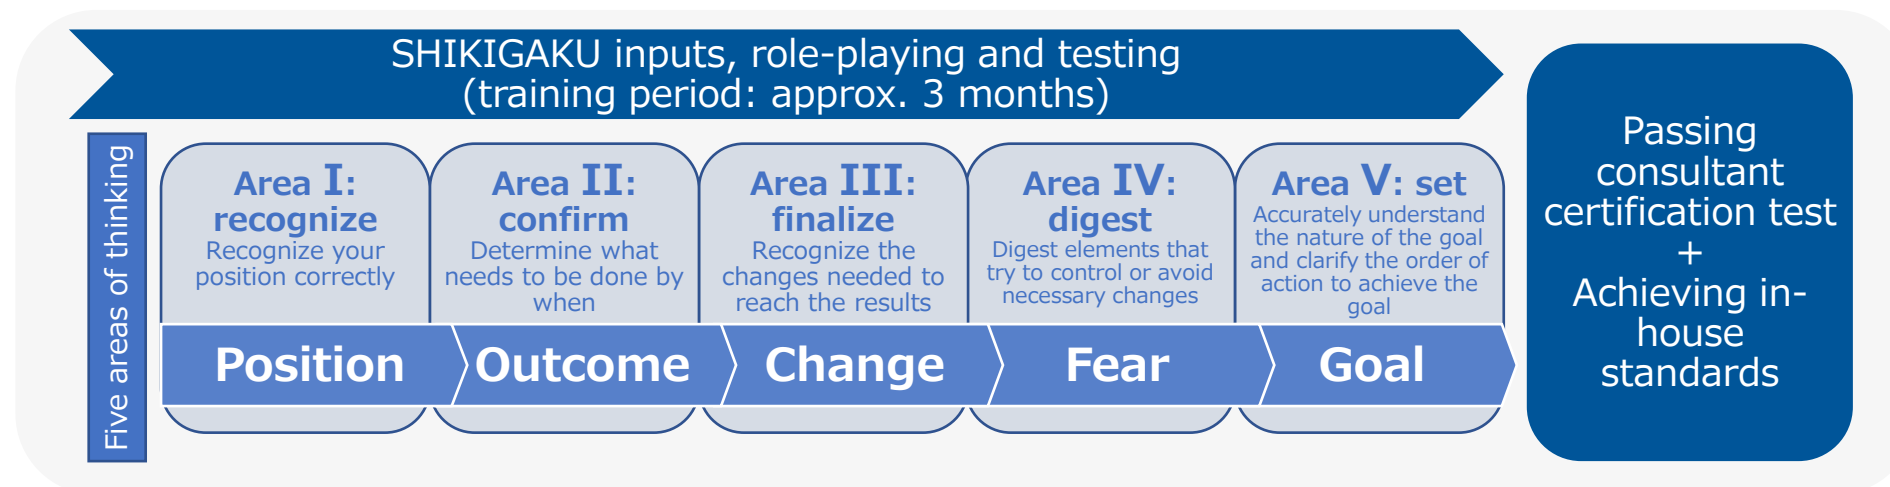 SHIKIGAKU inputs, role-playing and testing
(training period: approx. 3 months)
Five areas of thinking
Area I:
recognize
Recognize your
position correctly
Position
Area II:
confirm
Determine what
needs to be done by
when
Outcome
Area III:
finalize
Recognize the
changes needed to
reach the results
Change
Area IV:
digest
Digest elements that
try to control or avoid
necessary changes
Fear
Area V: set
Accurately understand
the nature of the goal
and clarify the order of
action to achieve the
goal
Goal
Passing
consultant
certification test
+
Achieving in-
house
standards